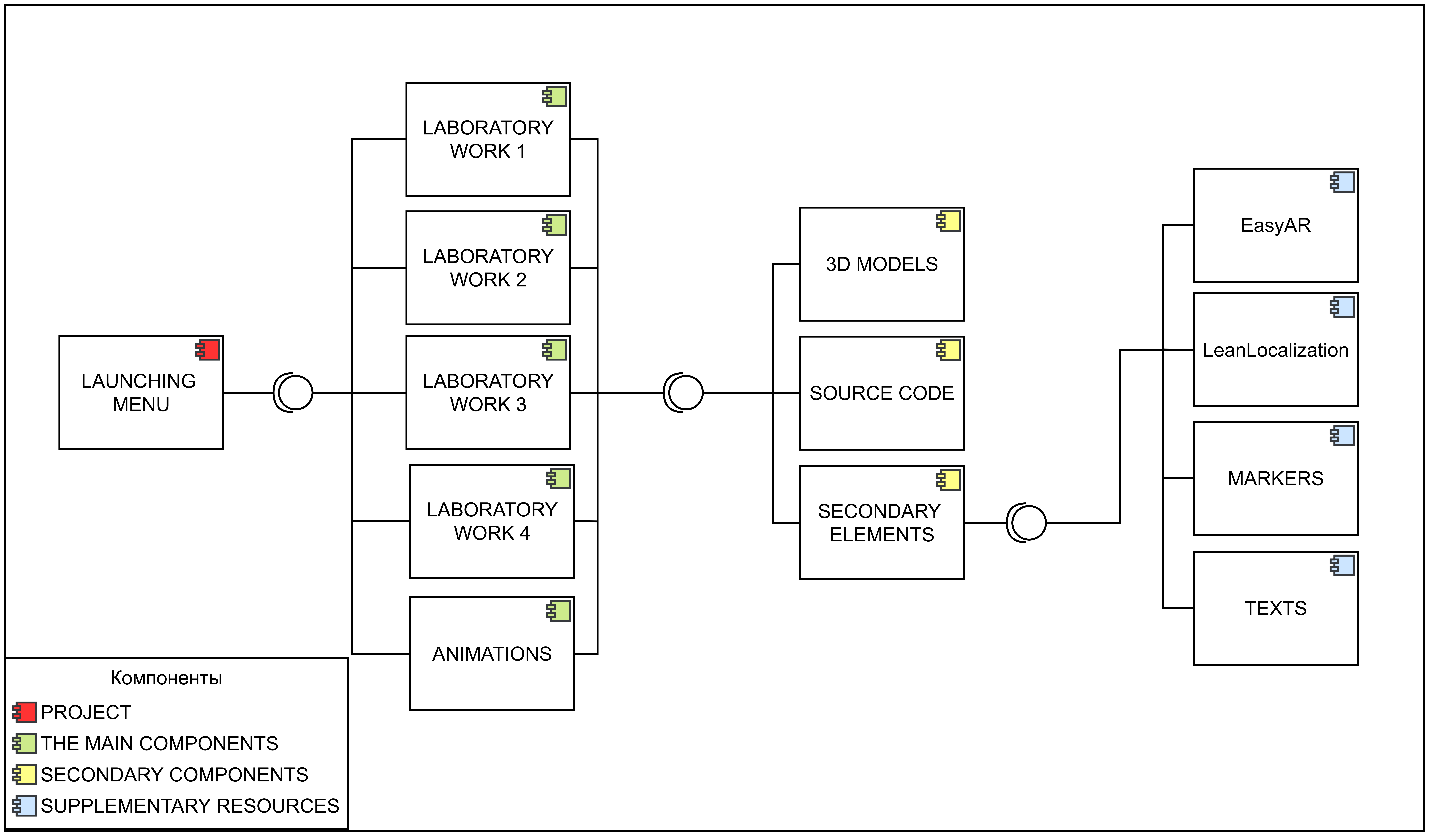 LAUNCHING
MENU
LABORATORY
WORK 1
LABORATORY
WORK 2
LABORATORY
WORK 3
LABORATORY
WORK 4
ANIMATIONS
3D MODELS
SOURCE CODE
SECONDARY
ELEMENTS
EasyAR
LeanLocalization
MARKERS
TEXTS
Компоненты
PROJECT
THE MAIN COMPONENTS
SECONDARY COMPONENTS
SUPPLEMENTARY RESOURCES